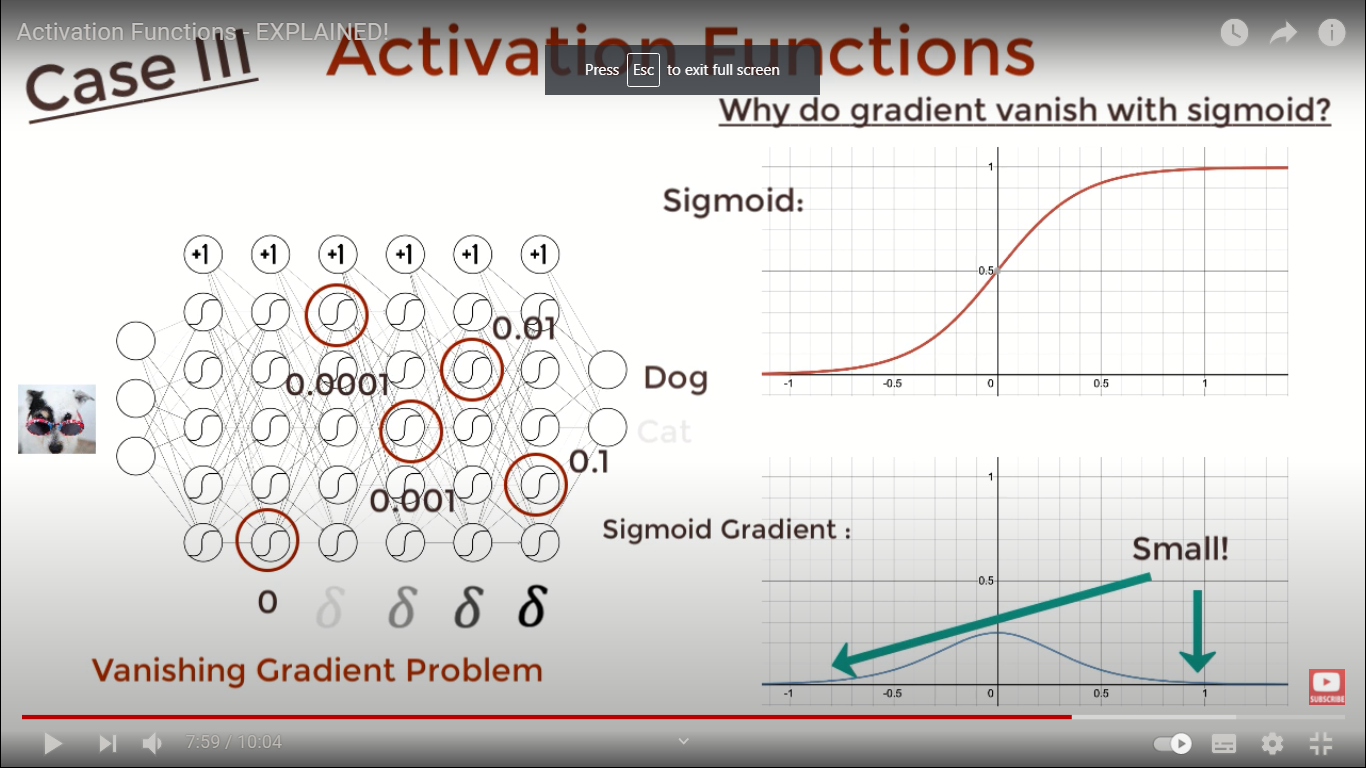 Activation Functions - EXPLAINED!
Case III
Activation Functions
Press Esc to exit full screen
Why do gradient vanish with sigmoid?
Sigmoid:
1
0.5
-1 -0.5 0 0.5 1
+1 +1 +1 +1 +1 +1
0.01
0.0001
Dog
Cat
0.1
0.001
Sigmoid Gradient :
1
Small!
0.5
-1 -0.5 0 0.5 1
0 δ δ δ δ
Vanishing Gradient Problem
SUBSCRIBE
7:59 / 10:04